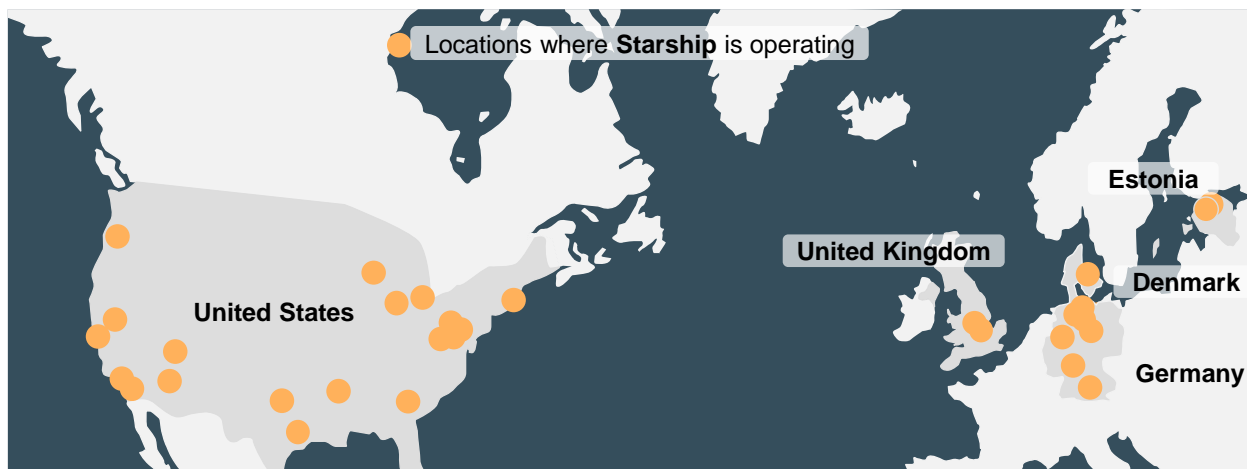 Locations where Starship is operating
Estonia
United Kingdom
Denmark
United States
Germany